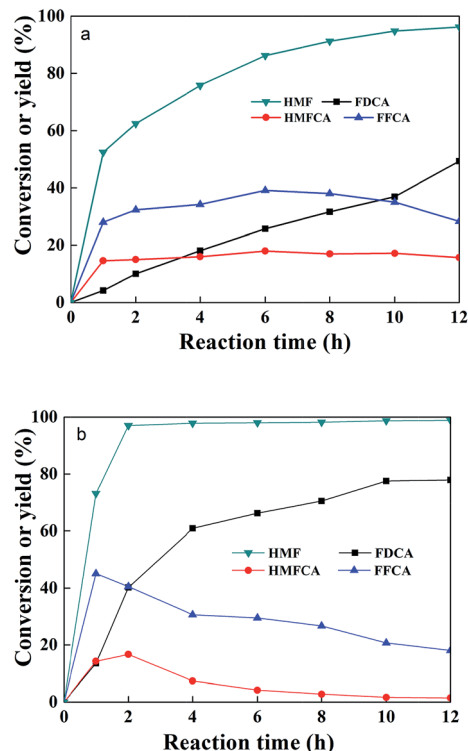 a
100
80
60
40
20
0
Conversion or yield (%)
HMF FDCA
HMFCA FFCA
0 2 4 6 8 10 12
Reaction time (h)
b
100
80
60
40
20
0
Conversion or yield (%)
HMF FDCA
HMFCA FFCA
0 2 4 6 8 10 12
Reaction time (h)